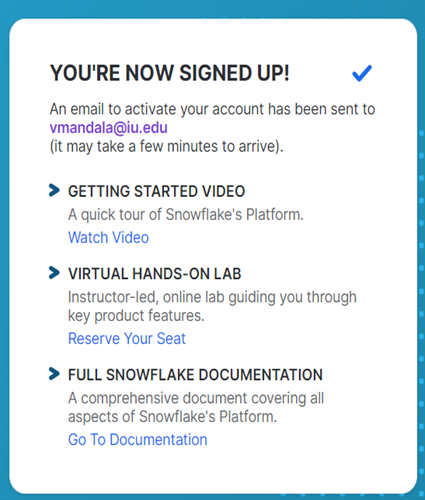 YOU'RE NOW SIGNED UP!
An email to activate your account has been sent to
vmandala@iu.edu
(it may take a few minutes to arrive).
GETTING STARTED VIDEO
A quick tour of Snowflake's Platform.
Watch Video
VIRTUAL HANDS-ON LAB
Instructor-led, online lab guiding you through
key product features.
Reserve Your Seat
FULL SNOWFLAKE DOCUMENTATION
A comprehensive document covering all
aspects of Snowflake's Platform.
Go To Documentation